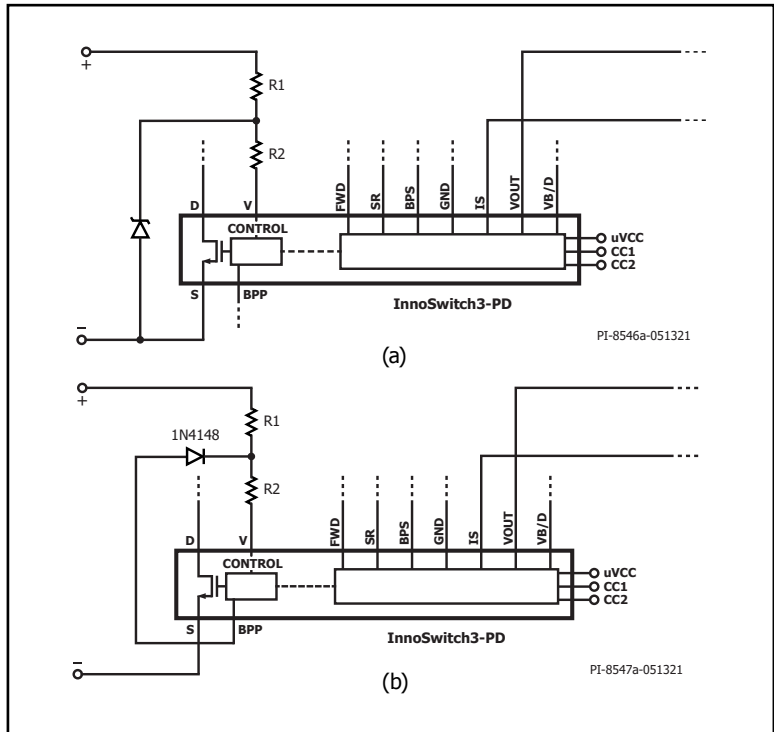 +
R1
R2
D
V
FWD
SR
BPS
GND
IS
VOUT
VB/D
CONTROL
uVCC
CC1
CC2
S
BPP
InnoSwitch3-PD
–
PI-8546a-051321
(a)
+
R1
1N4148
R2
D
V
FWD
SR
BPS
GND
IS
VOUT
VB/D
CONTROL
uVCC
CC1
CC2
S
BPP
InnoSwitch3-PD
–
PI-8547a-051321
(b)